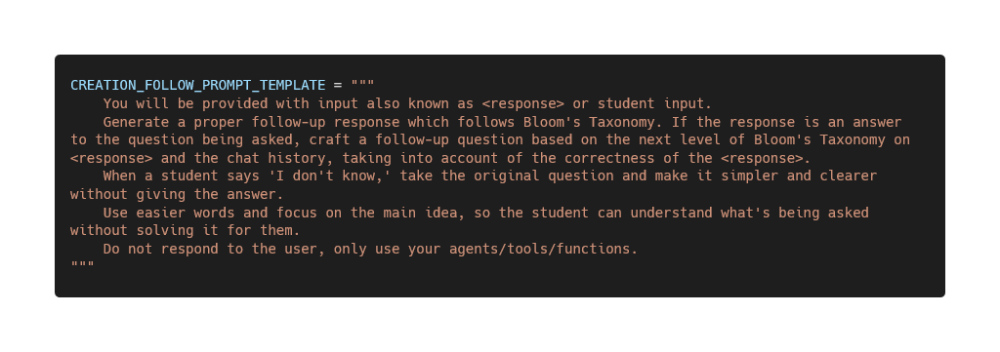 CREATION_FOLLOW_PROMPT_TEMPLATE = """
    You will be provided with input also known as <response> or student input.
    Generate a proper follow-up response which follows Bloom's Taxonomy. If the response is an answer
to the question being asked, craft a follow-up question based on the next level of Bloom's Taxonomy on
<response> and the chat history, taking into account of the correctness of the <response>.
    When a student says 'I don't know,' take the original question and make it simpler and clearer
without giving the answer.
    Use easier words and focus on the main idea, so the student can understand what's being asked
without solving it for them.
    Do not respond to the user, only use your agents/tools/functions.
"""